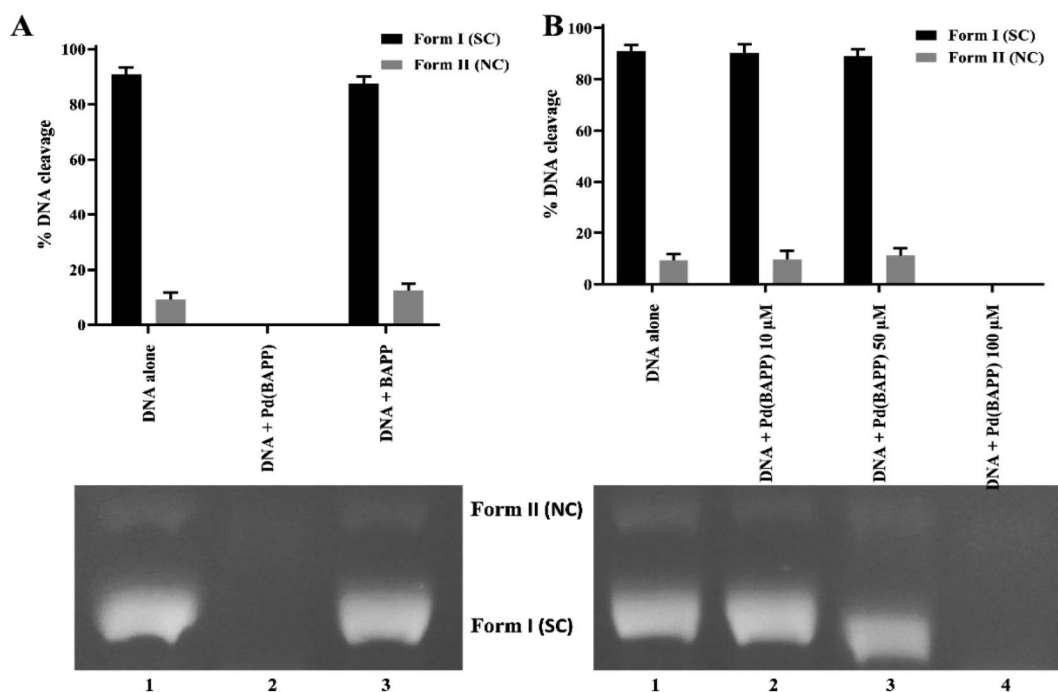 A
Form I (SC)
Form II (NC)
% DNA cleavage
100
80
60
40
20
0
DNA alone
DNA + Pd(BAPP)
DNA + BAPP
B
Form I (SC)
Form II (NC)
% DNA cleavage
100
80
60
40
20
0
DNA alone
DNA + Pd(BAPP) 10 μM
DNA + Pd(BAPP) 50 μM
DNA + Pd(BAPP) 100 μM
Form II (NC)
Form I (SC)
1
2
3
1
2
3
4